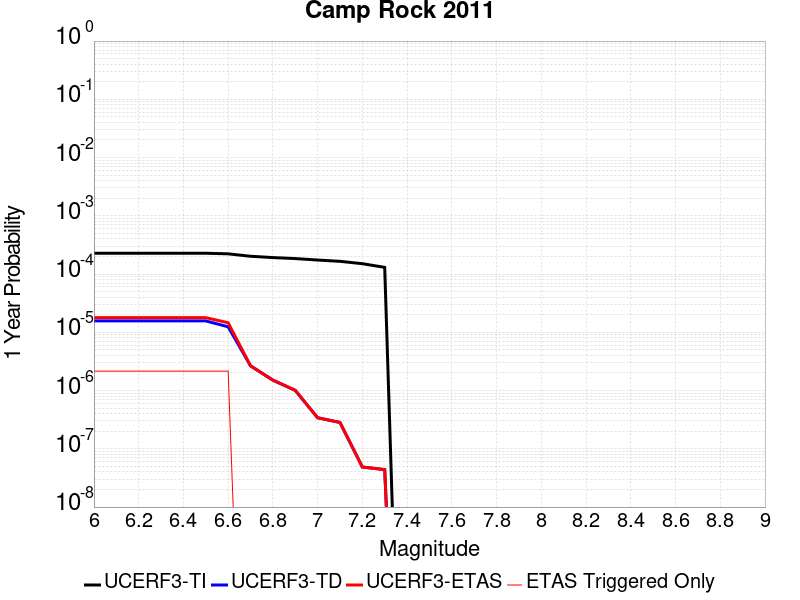 Camp Rock 2011
1 Year Probability
10^0
10^-1
10^-2
10^-3
10^-4
10^-5
10^-6
10^-7
10^-8
6 6.2 6.4 6.6 6.8 7 7.2 7.4 7.6 7.8 8 8.2 8.4 8.6 8.8 9
Magnitude
UCERF3-TI UCERF3-TD UCERF3-ETAS ETAS Triggered Only